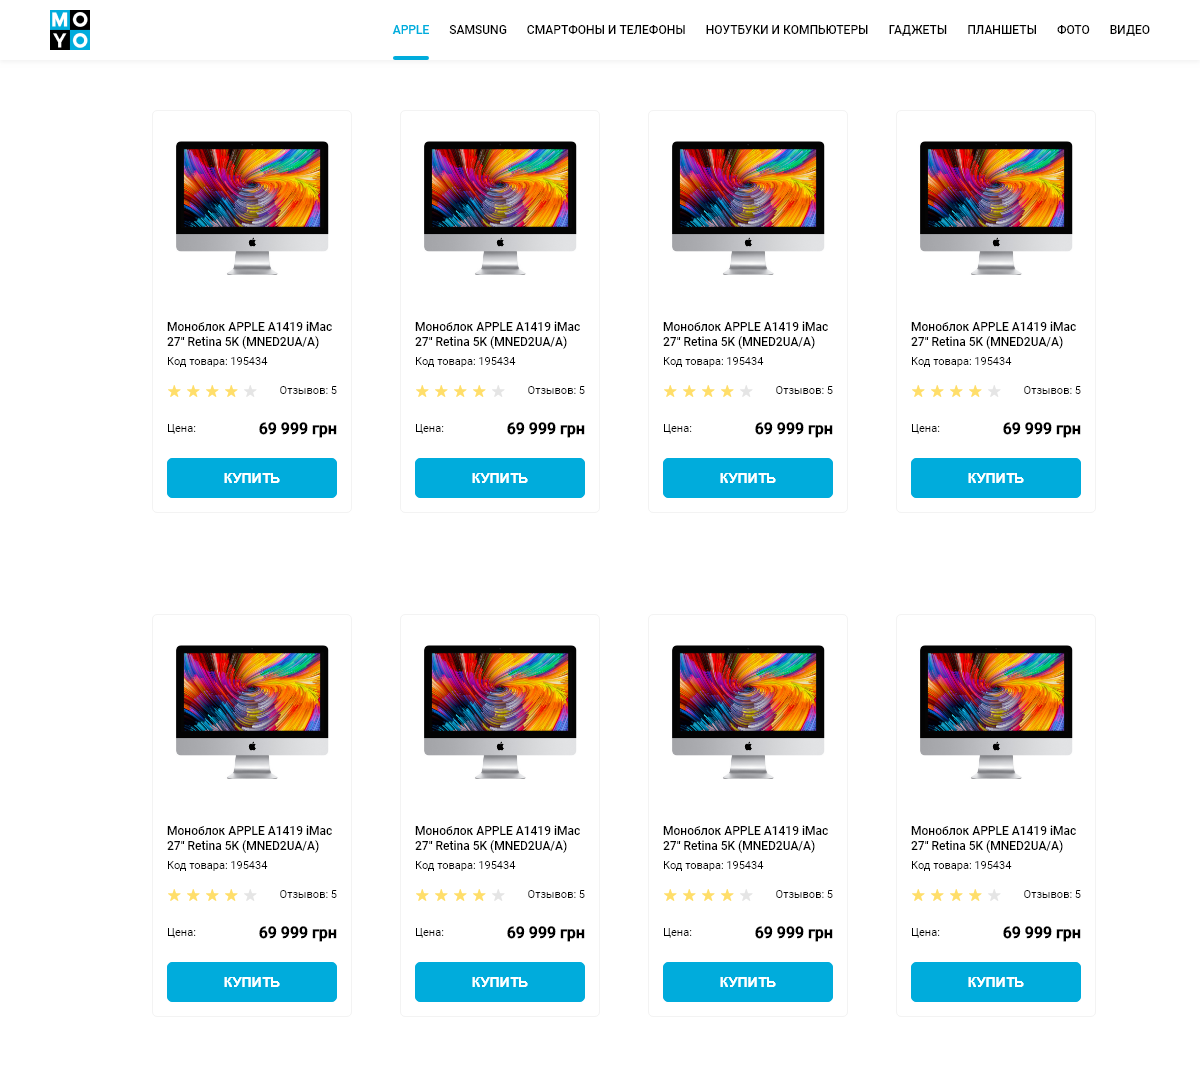 MO
YO
APPLE SAMSUNG СМАРТФОНЫ И ТЕЛЕФОНЫ НОУТБУКИ И КОМПЬЮТЕРЫ ГАДЖЕТЫ ПЛАНШЕТЫ ФОТО ВИДЕО
Моноблок APPLE A1419 iMac
27" Retina 5K (MNED2UA/A)
Код товара: 195434
Отзывов: 5
Цена: 69 999 грн
КУПИТЬ
Моноблок APPLE A1419 iMac
27" Retina 5K (MNED2UA/A)
Код товара: 195434
Отзывов: 5
Цена: 69 999 грн
КУПИТЬ
Моноблок APPLE A1419 iMac
27" Retina 5K (MNED2UA/A)
Код товара: 195434
Отзывов: 5
Цена: 69 999 грн
КУПИТЬ
Моноблок APPLE A1419 iMac
27" Retina 5K (MNED2UA/A)
Код товара: 195434
Отзывов: 5
Цена: 69 999 грн
КУПИТЬ
Моноблок APPLE A1419 iMac
27" Retina 5K (MNED2UA/A)
Код товара: 195434
Отзывов: 5
Цена: 69 999 грн
КУПИТЬ
Моноблок APPLE A1419 iMac
27" Retina 5K (MNED2UA/A)
Код товара: 195434
Отзывов: 5
Цена: 69 999 грн
КУПИТЬ
Моноблок APPLE A1419 iMac
27" Retina 5K (MNED2UA/A)
Код товара: 195434
Отзывов: 5
Цена: 69 999 грн
КУПИТЬ
Моноблок APPLE A1419 iMac
27" Retina 5K (MNED2UA/A)
Код товара: 195434
Отзывов: 5
Цена: 69 999 грн
КУПИТЬ